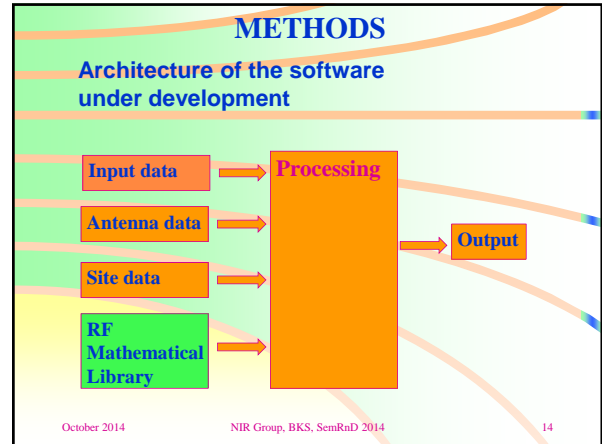 METHODS
Architecture of the software
under development
Input data
Processing
Antenna data
Output
Site data
RF
Mathematical
Library
October 2014
NIR Group, BKS, SemRnD 2014
14